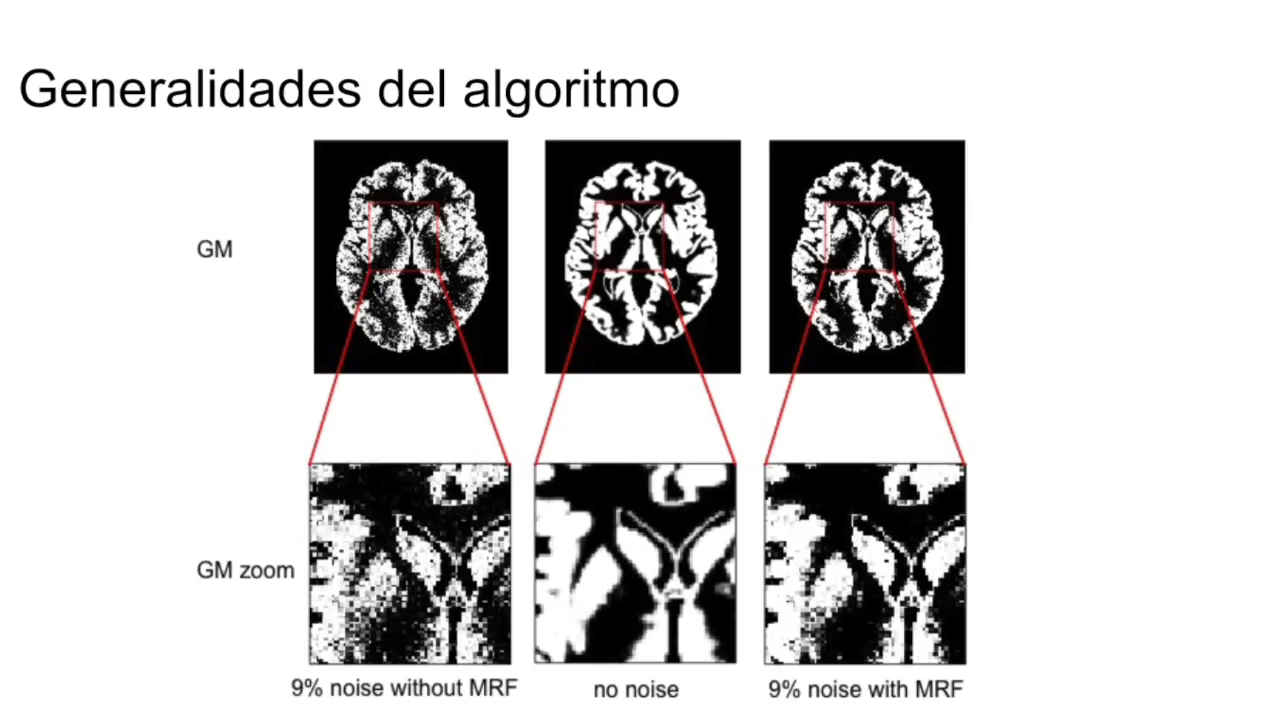 Generalidades del algoritmo
GM
GM zoom
9% noise without MRF
no noise
9% noise with MRF